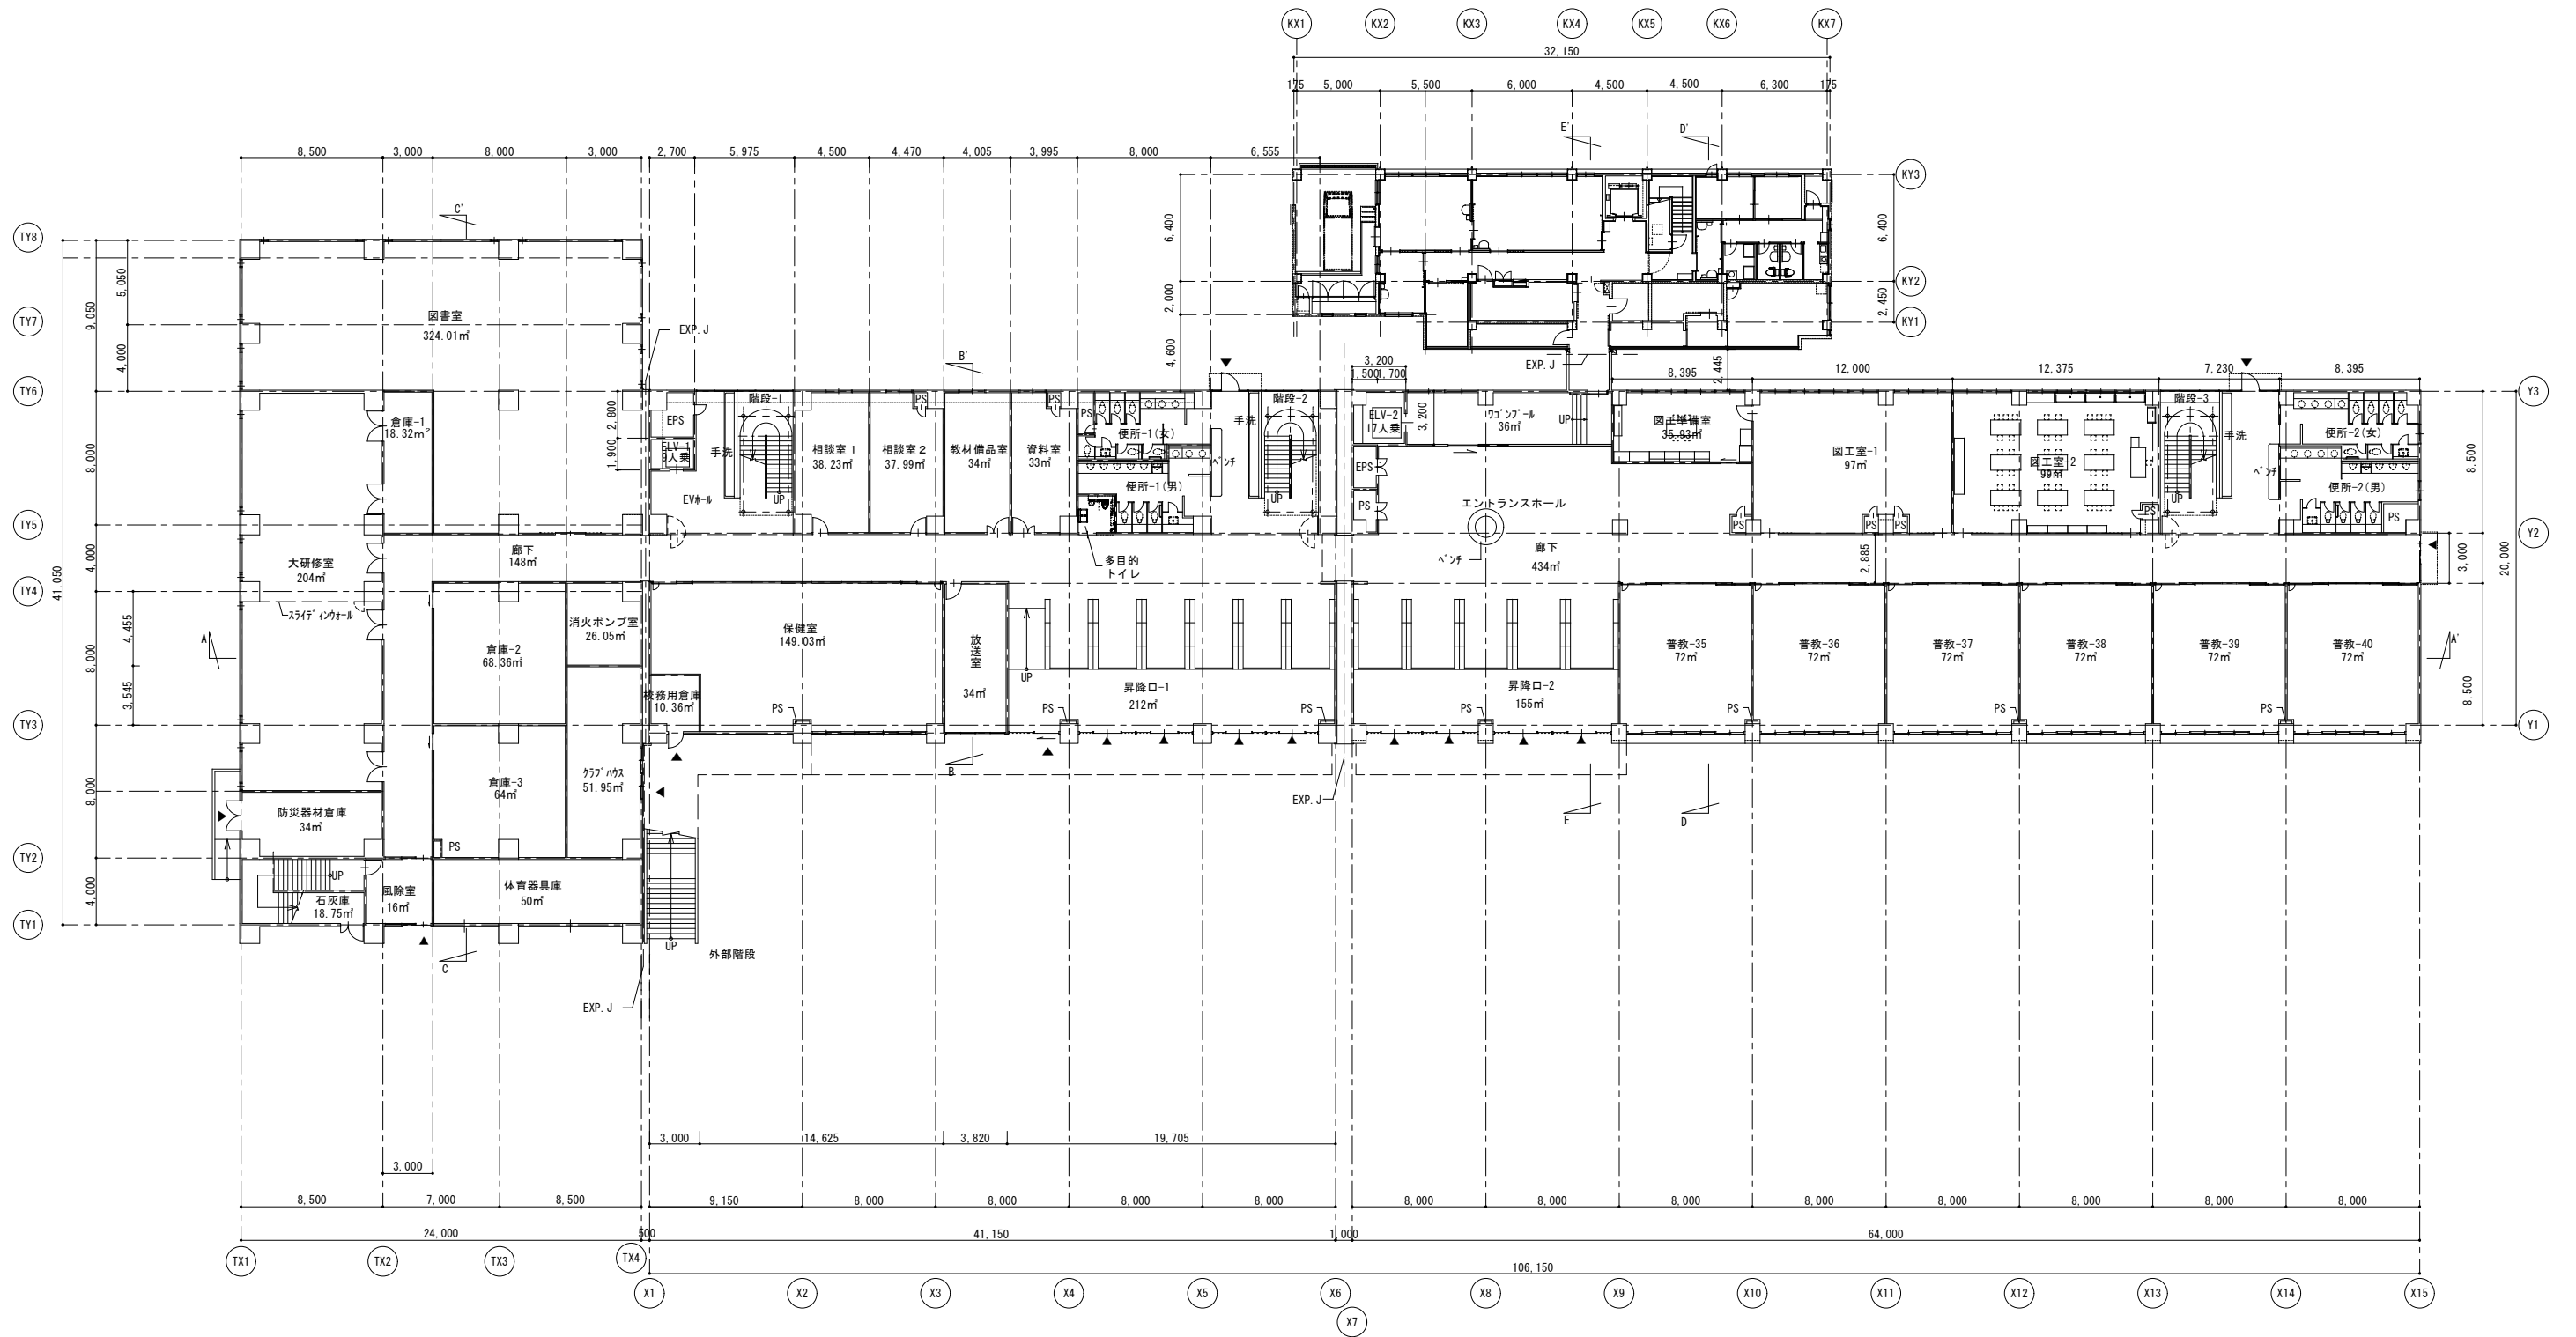 KX1 KX2 KX3 KX4 KX5 KX6 KX7
32,150
175 5,000 5,500 6,000 4,500 4,500 6,300 175
E' D'
8,500 3,000 8,000 3,000 2,700 5,975 4,500 4,470 4,005 3,995 8,000 6,555
KY3
C'
TY8
6,400
6,400
5,050
9,050
図書室
324.01㎡
2,000
KY2
2,450
KY1
TY7
EXP.J
4,000
B'
4,600
EXP.J
2,445
3,200
1,700
8,395 12,000 12,375 7,230 8,395
TY6
Y3
倉庫-1
18.32㎡
2,800
1,900
EPS
ELV-1
9人乗
手洗
EVホール
階段-1
UP
相談室1
38.23㎡
PS
相談室2
37.99㎡
教材備品室
34㎡
PS
資料室
33㎡
PS
便所-1(女)
便所-1(男)
ベンチ
手洗
階段-2
UP
多目的
トイレ
ELV-2
17人乗
3,200
EPS
PS
ワゴンプール
36㎡
UP
エントランスホール
ベンチ
図工準備室
35.93㎡
PS
図工室-1
97㎡
PS
PS
図工室-2
99㎡
PS
階段-3
UP
手洗
ベンチ
便所-2(女)
便所-2(男)
PS
8,000
8,500
TY5
Y2
4,000
41,050
大研修室
204㎡
廊下
148㎡
廊下
434㎡
2,885
3,000
20,000
TY4
スライディンウォール
A
4,455
8,000
3,545
倉庫-2
68.36㎡
消火ポンプ室
26.05㎡
保健室
149.03㎡
校務用倉庫
10.36㎡
PS
放送室
34㎡
UP
昇降口-1
212㎡
PS
PS
昇降口-2
155㎡
PS
普教-35
72㎡
普教-36
72㎡
普教-37
72㎡
普教-38
72㎡
普教-39
72㎡
普教-40
72㎡
PS
PS
PS
A'
8,500
TY3
Y1
8,000
倉庫-3
64㎡
クラブハウス
51.95㎡
B
EXP.J
E
D
防災器材倉庫
34㎡
PS
TY2
4,000
UP
石灰庫
18.75㎡
風除室
16㎡
体育器具庫
50㎡
TY1
UP
外部階段
C
EXP.J
3,000 14,625 3,820 19,705
3,000
8,500 7,000 8,500 9,150 8,000 8,000 8,000 8,000 8,000 8,000 8,000 8,000 8,000 8,000 8,000 8,000
24,000 500 41,150 1,000 64,000
TX1 TX2 TX3 TX4
106,150
X1 X2 X3 X4 X5 X6 X8 X9 X10 X11 X12 X13 X14 X15
X7